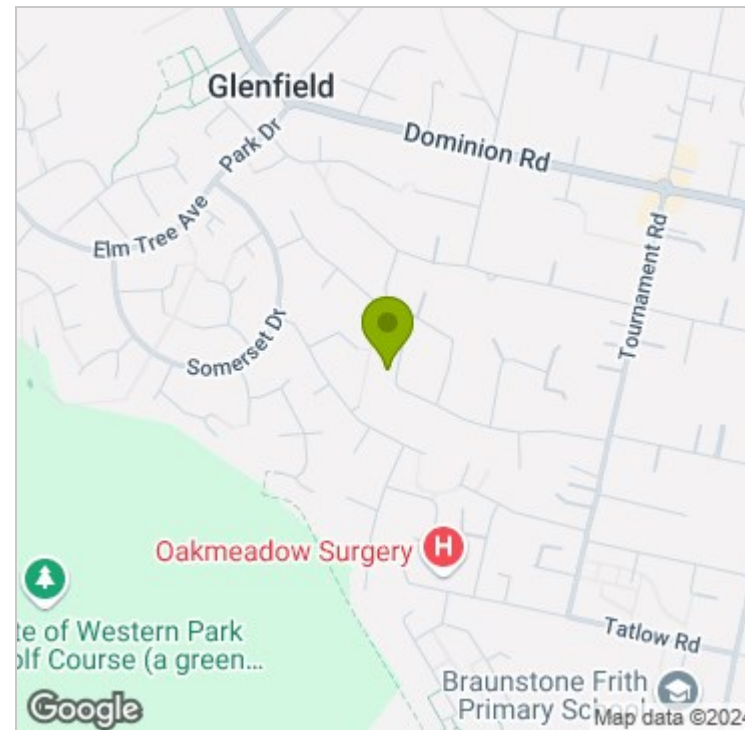 Glenfield
Park Dr
Dominion Rd
Elm Tree Ave
Tournament Rd
Somerset Dr
Oakmeadow Surgery
H
te of Western Park
olf Course (a green...
Tatlow Rd
Braunstone Frith
Primary
Google
Map data ©2024